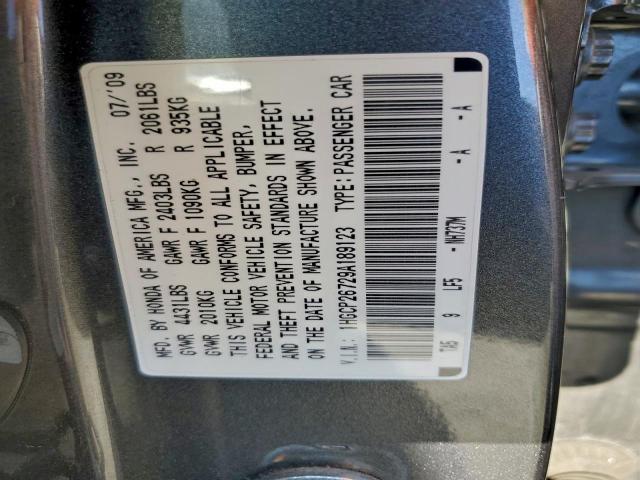 MFD. BY HONDA OF AMERICA MFG., INC. 07/'09
GVWR 4431LBS GAWR F 2403LBS R 2061LBS
GVWR 2010KG GAWR F 1090KG R 935KG
THIS VEHICLE CONFORMS TO ALL APPLICABLE
FEDERAL MOTOR VEHICLE SAFETY, BUMPER,
AND THEFT PREVENTION STANDARDS IN EFFECT
ON THE DATE OF MANUFACTURE SHOWN ABOVE.
V.I.N.: 1HGCP26729A189123 TYPE:PASSENGER CAR
TA5 9 LF5 - NH737M - A - A